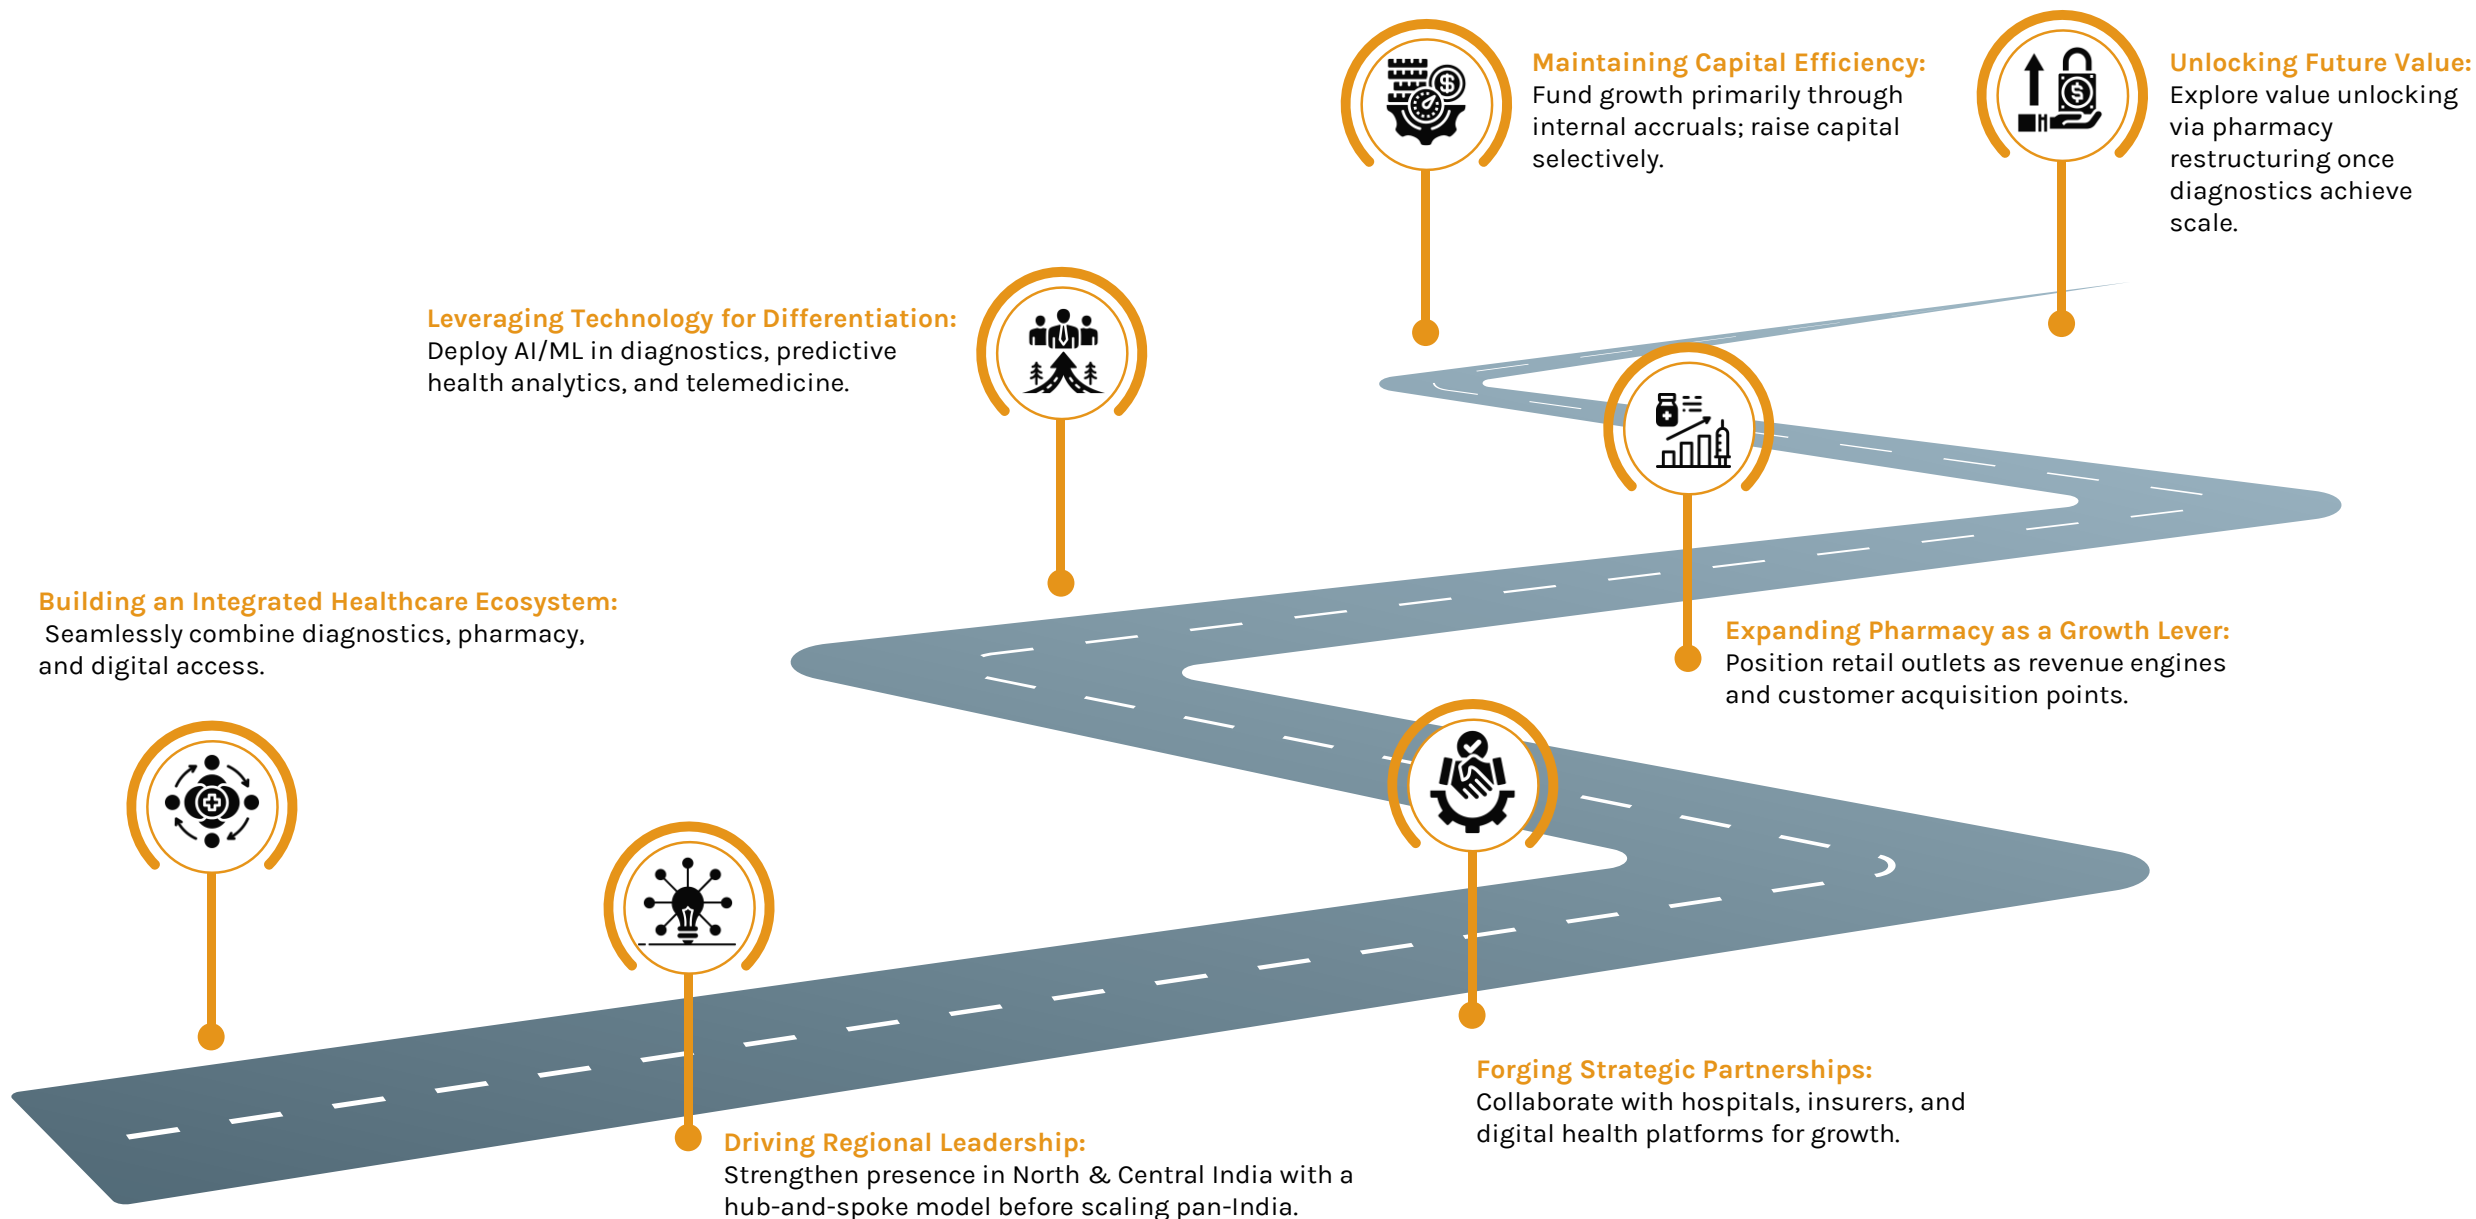 Maintaining Capital Efficiency:
Fund growth primarily through
internal accruals; raise capital
selectively.
Unlocking Future Value:
Explore value unlocking
via pharmacy
restructuring once
diagnostics achieve
scale.
Leveraging Technology for Differentiation:
Deploy AI/ML in diagnostics, predictive
health analytics, and telemedicine.
Building an Integrated Healthcare Ecosystem:
Seamlessly combine diagnostics, pharmacy,
and digital access.
Expanding Pharmacy as a Growth Lever:
Position retail outlets as revenue engines
and customer acquisition points.
Forging Strategic Partnerships:
Collaborate with hospitals, insurers, and
digital health platforms for growth.
Driving Regional Leadership:
Strengthen presence in North & Central India with a
hub-and-spoke model before scaling pan-India.